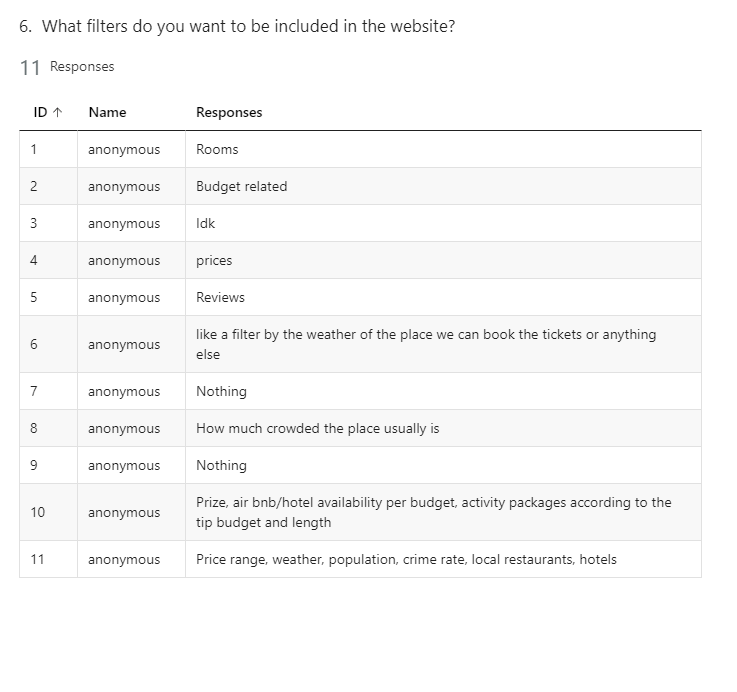 6. What filters do you want to be included in the website?
11 Responses
ID ↑ Name Responses
1 anonymous Rooms
2 anonymous Budget related
3 anonymous Idk
4 anonymous prices
5 anonymous Reviews
6 anonymous like a filter by the weather of the place we can book the tickets or anything
else
7 anonymous Nothing
8 anonymous How much crowded the place usually is
9 anonymous Nothing
10 anonymous Prize, air bnb/hotel availability per budget, activity packages according to the
tip budget and length
11 anonymous Price range, weather, population, crime rate, local restaurants, hotels